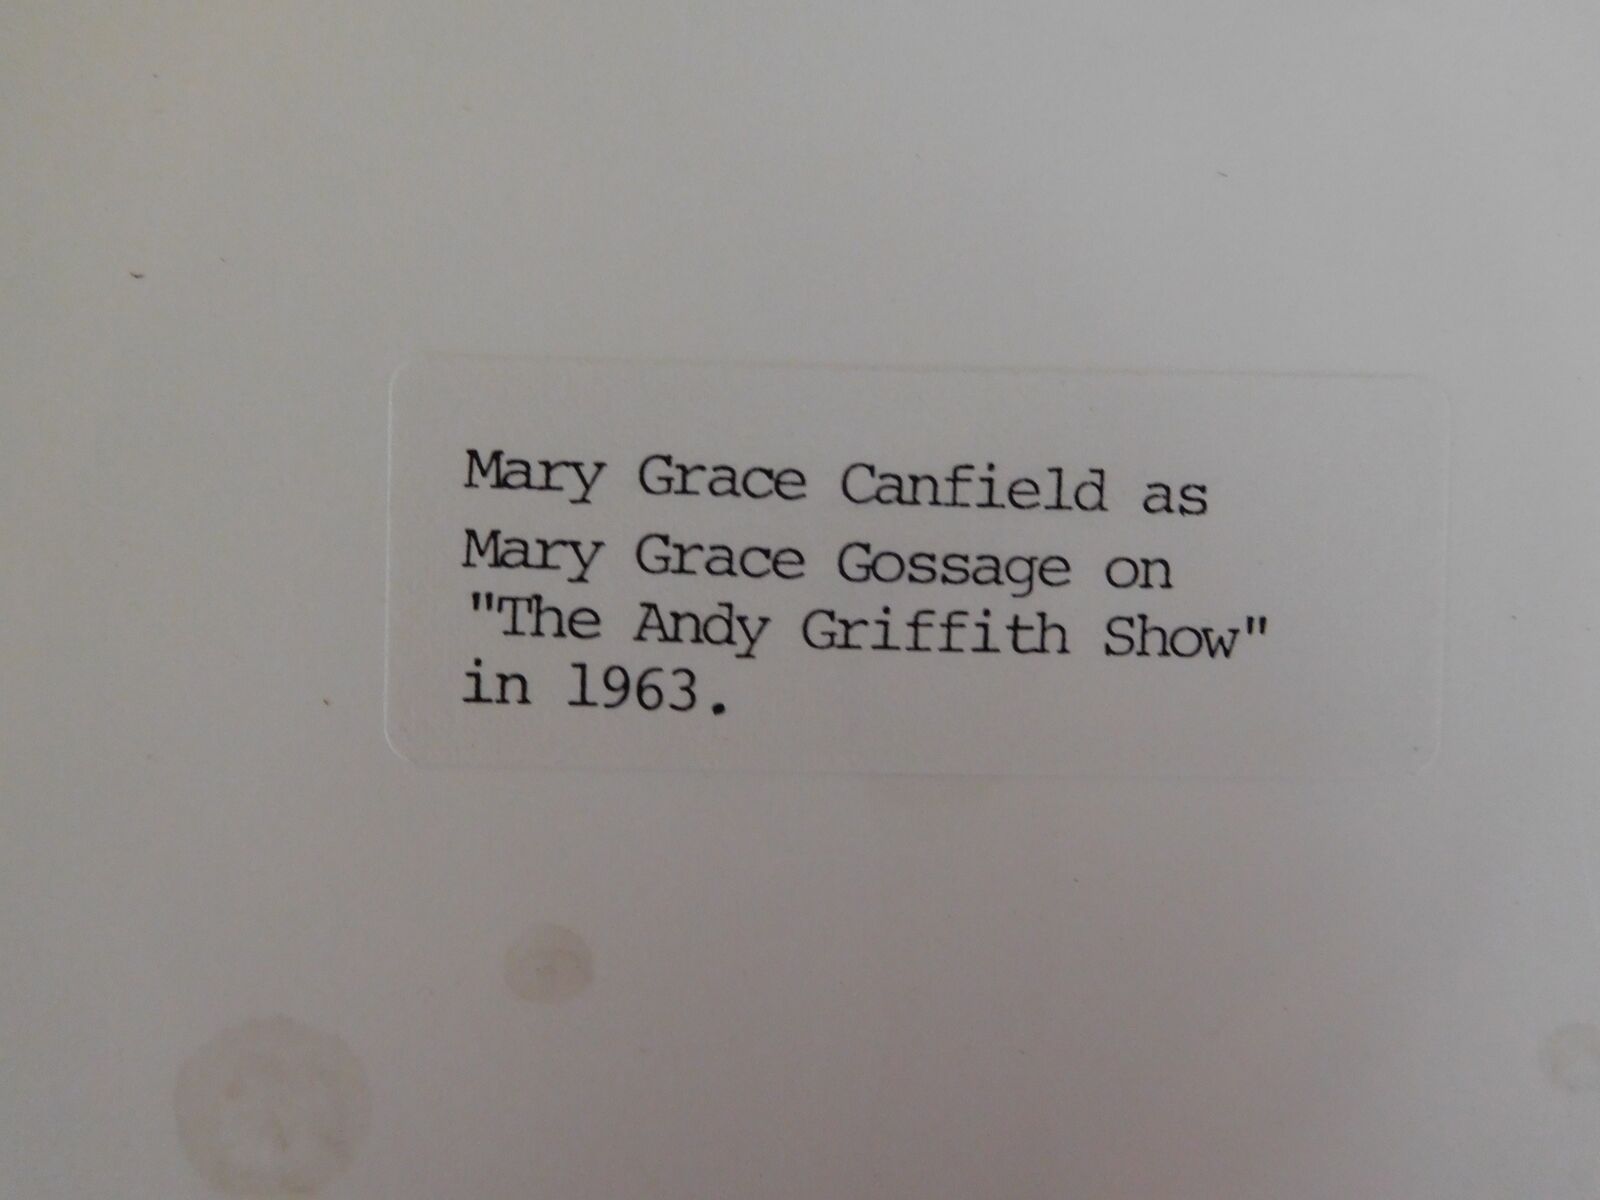 Mary Grace Canfield as
Mary Grace Gossage on
"The Andy Griffith Show"
in 1963.